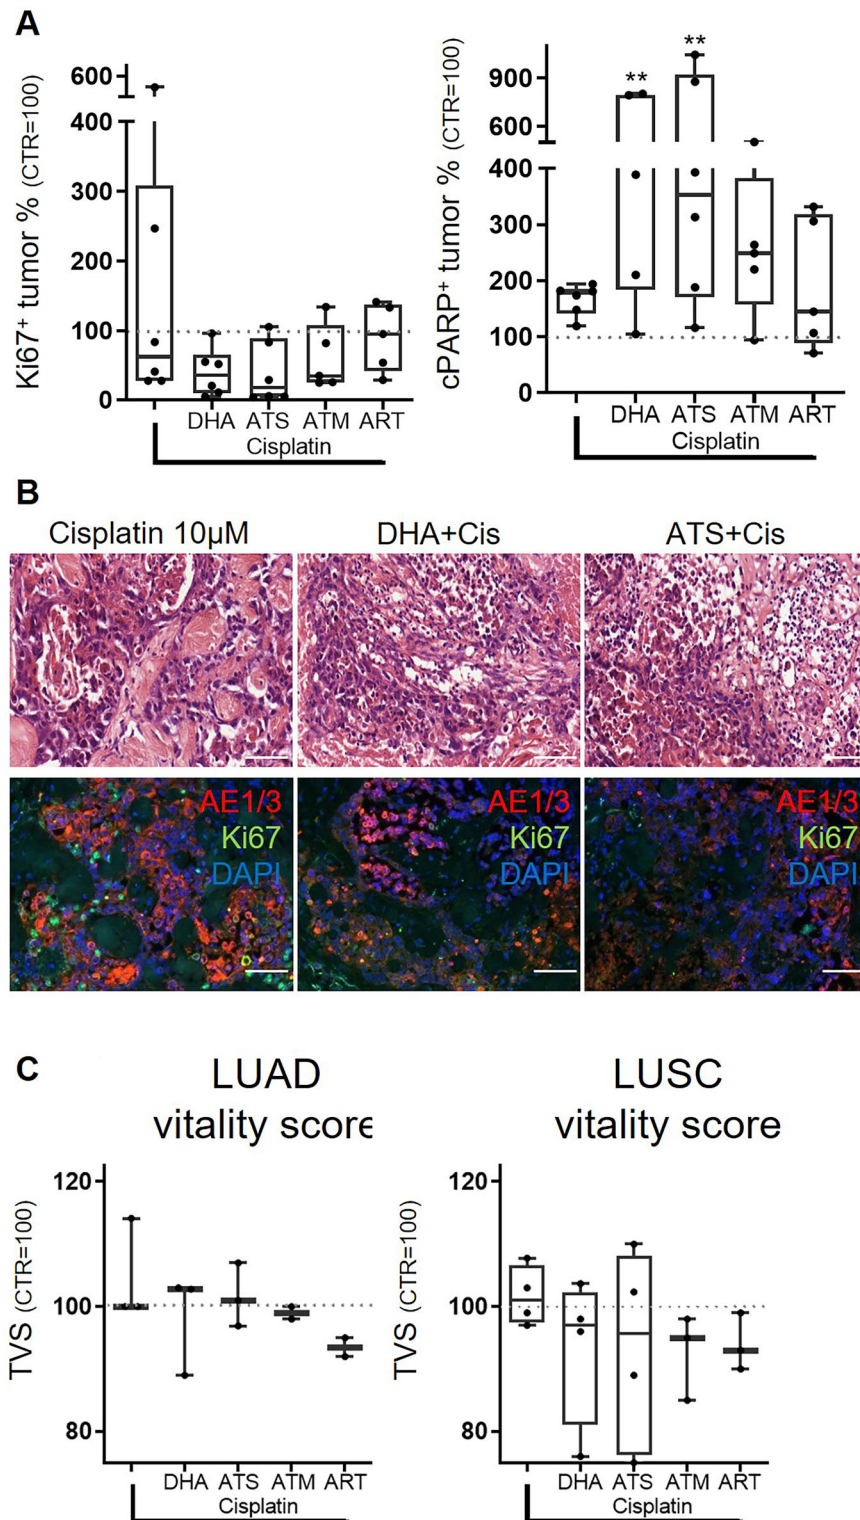 A
Ki67+ tumor % (CTR=100)
600
400
300
200
100
0
DHA ATS ATM ART
Cisplatin
cPARP+ tumor % (CTR=100)
900
600
400
300
200
100
0
** **
DHA ATS ATM ART
Cisplatin
B
Cisplatin 10µM DHA+Cis ATS+Cis
AE1/3
Ki67
DAPI
AE1/3
Ki67
DAPI
AE1/3
Ki67
DAPI
C
LUAD
vitality score
TVS (CTR=100)
120
100
80
DHA ATS ATM ART
Cisplatin
LUSC
vitality score
TVS (CTR=100)
120
100
80
DHA ATS ATM ART
Cisplatin